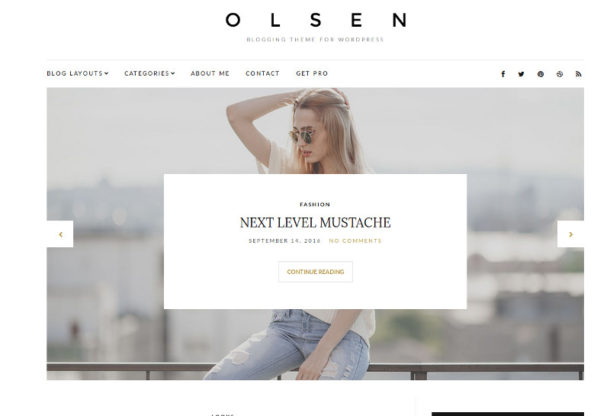 OLSEN
BLOGGING THEME FOR WORDPRESS
BLOG LAYOUTS CATEGORIES ABOUT ME CONTACT GET PRO
FASHION
NEXT LEVEL MUSTACHE
SEPTEMBER 14, 2016 NO COMMENTS
CONTINUE READING